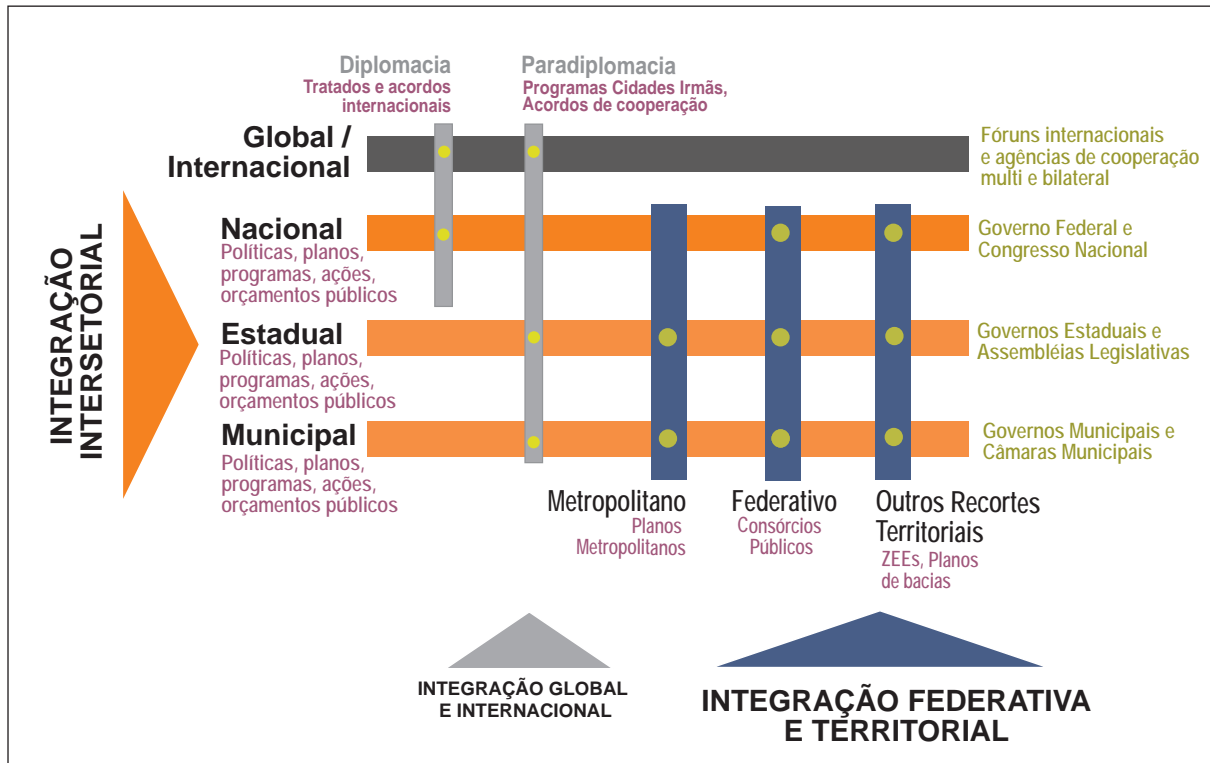 Diplomacia
Tratados e acordos
internacionais
Paradiplomacia
Programas Cidades Irmãs,
Acordos de cooperação
Global /
Internacional
Fóruns internacionais
e agências de cooperação
multi e bilateral
INTEGRAÇÃO
INTERSETORIAL
Nacional
Políticas, planos,
programas, ações,
orçamentos públicos
Governo Federal e
Congresso Nacional
Estadual
Políticas, planos,
programas, ações,
orçamentos públicos
Governos Estaduais e
Assembléias Legislativas
Municipal
Políticas, planos,
programas, ações,
orçamentos públicos
Governos Municipais e
Câmaras Municipais
Metropolitano
Planos
Metropolitanos
Federativo
Consórcios
Públicos
Outros Recortes
Territoriais
ZEEs, Planos
de bacias
INTEGRAÇÃO GLOBAL
E INTERNACIONAL
INTEGRAÇÃO FEDERATIVA
E TERRITORIAL